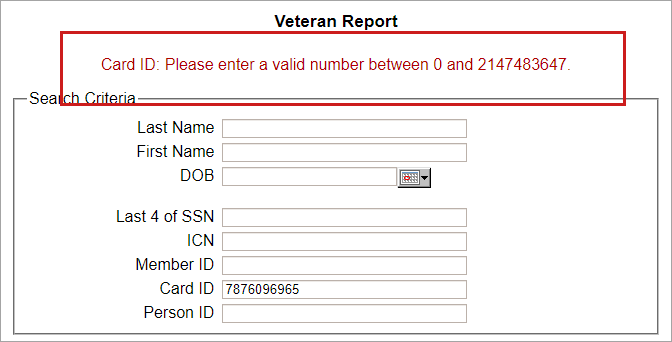 Veteran Report
Card ID: Please enter a valid number between 0 and 2147483647.
Search Criteria
Last Name
First Name
DOB
Last 4 of SSN
ICN
Member ID
Card ID 7876096965
Person ID